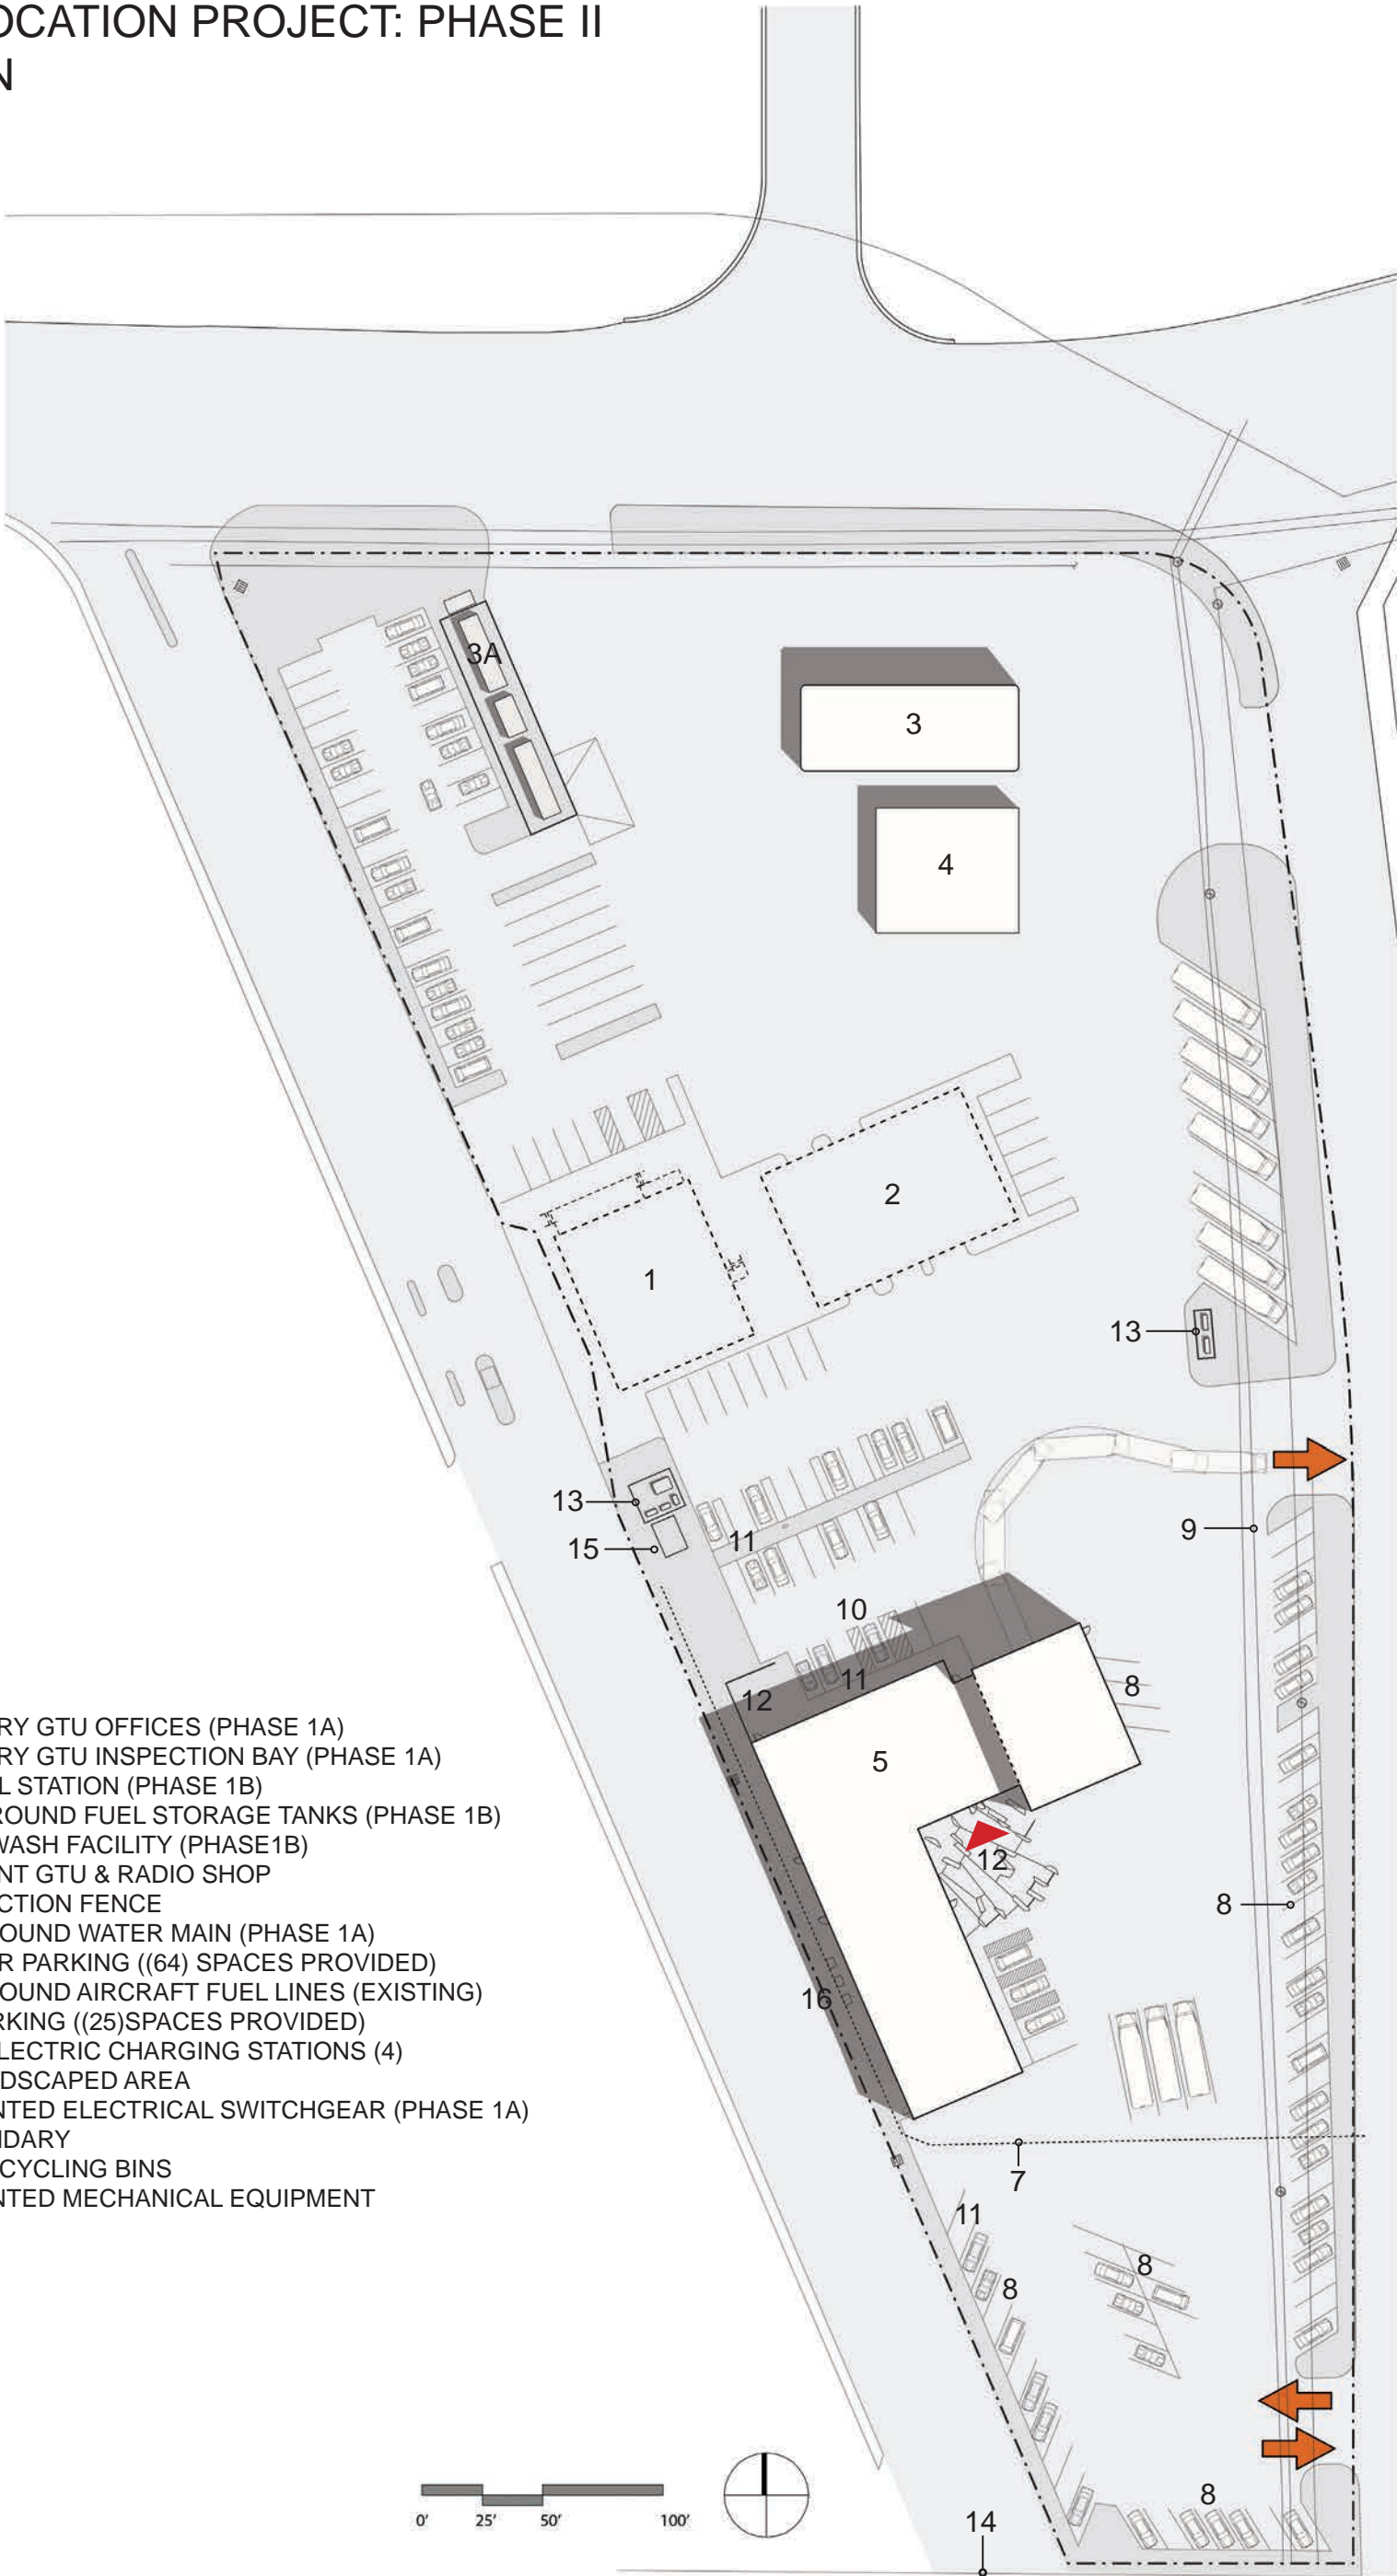 OCATION PROJECT: PHASE II
N
3A
3
4
2
1
13
13
9
15
11
10
11
8
12
5
12
8
16
7
11
8
8
8
14
RY GTU OFFICES (PHASE 1A)
RY GTU INSPECTION BAY (PHASE 1A)
L STATION (PHASE 1B)
ROUND FUEL STORAGE TANKS (PHASE 1B)
WASH FACILITY (PHASE1B)
NT GTU & RADIO SHOP
CTION FENCE
OUND WATER MAIN (PHASE 1A)
R PARKING ((64) SPACES PROVIDED)
OUND AIRCRAFT FUEL LINES (EXISTING)
RKING ((25)SPACES PROVIDED)
LECTRIC CHARGING STATIONS (4)
DSCAPED AREA
NTED ELECTRICAL SWITCHGEAR (PHASE 1A)
NDARY
CYCLING BINS
NTED MECHANICAL EQUIPMENT
0' 25' 50' 100'